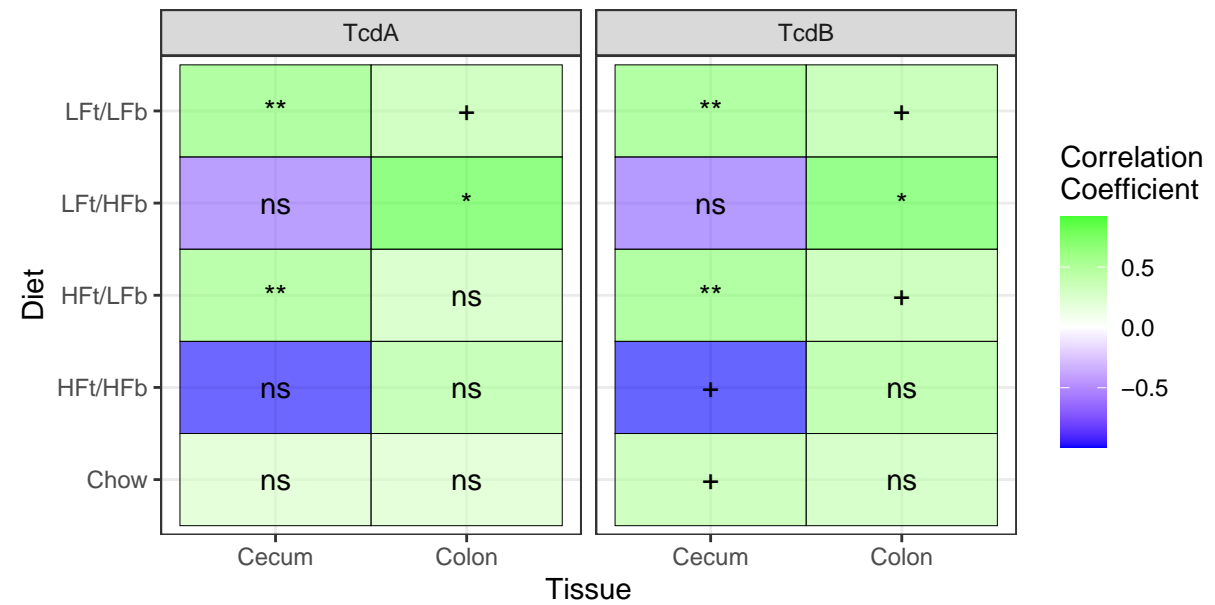 TcdA TcdB
LFt/LFb ** + ** +
LFt/HFb ns * ns *
HFt/LFb ** ns ** +
HFt/HFb ns ns + ns
Chow ns ns + ns
Cecum Colon Cecum Colon
Tissue
Diet
Correlation
Coefficient
0.5
0.0
−0.5